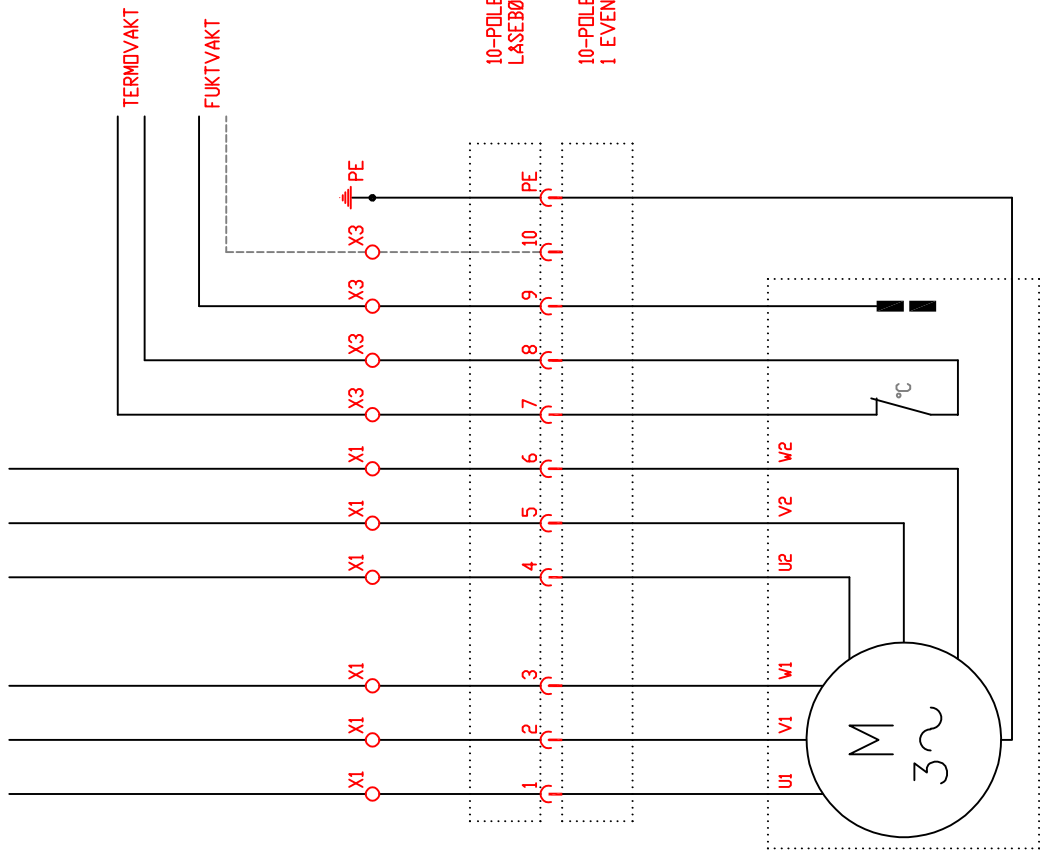 TERMOVAKT
FUKTVAKT
10-POLE
LÅSEBØ
10-POLE
1 EVEN
X1
X1
X1
X1
X1
X1
X3
X3
X3
X3
PE
1
2
3
4
5
6
7
8
9
10
PE
U1
V1
W1
U2
V2
W2
°C
M
3~